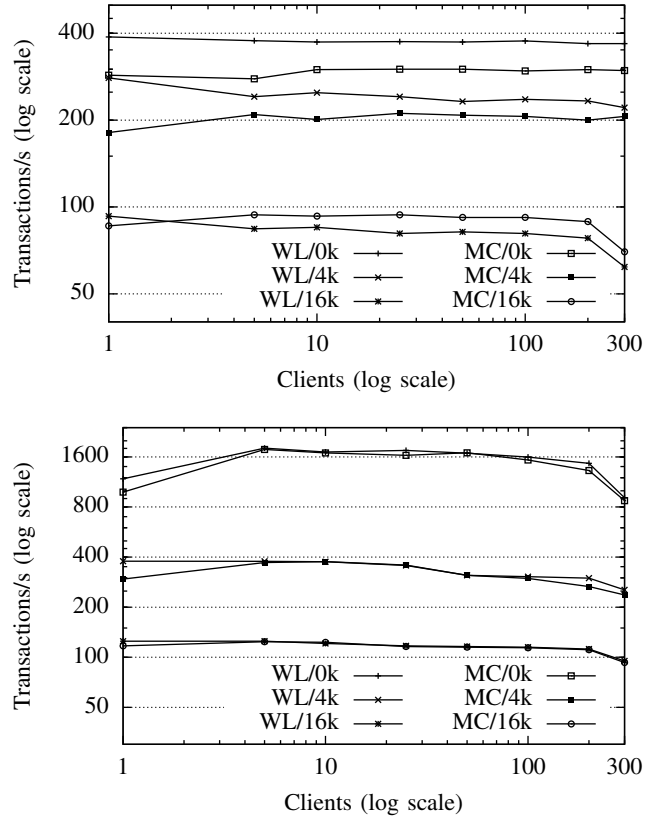 400
200
100
50
Transactions/s (log scale)
WL/0k
MC/0k
WL/4k
MC/4k
WL/16k
MC/16k
1
10
100
300
Clients (log scale)
1600
800
400
200
100
50
Transactions/s (log scale)
WL/0k
MC/0k
WL/4k
MC/4k
WL/16k
MC/16k
1
10
100
300
Clients (log scale)